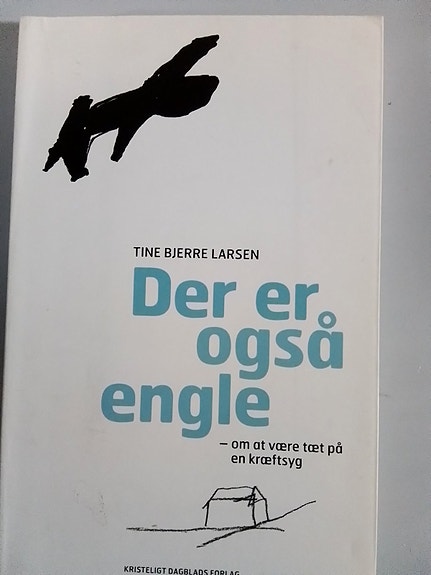 TINE BJERRE LARSEN
Der er
også
engle
– om at være tæt på
en kræftsyg
KRISTELIGT DAGBLADS FORLAG